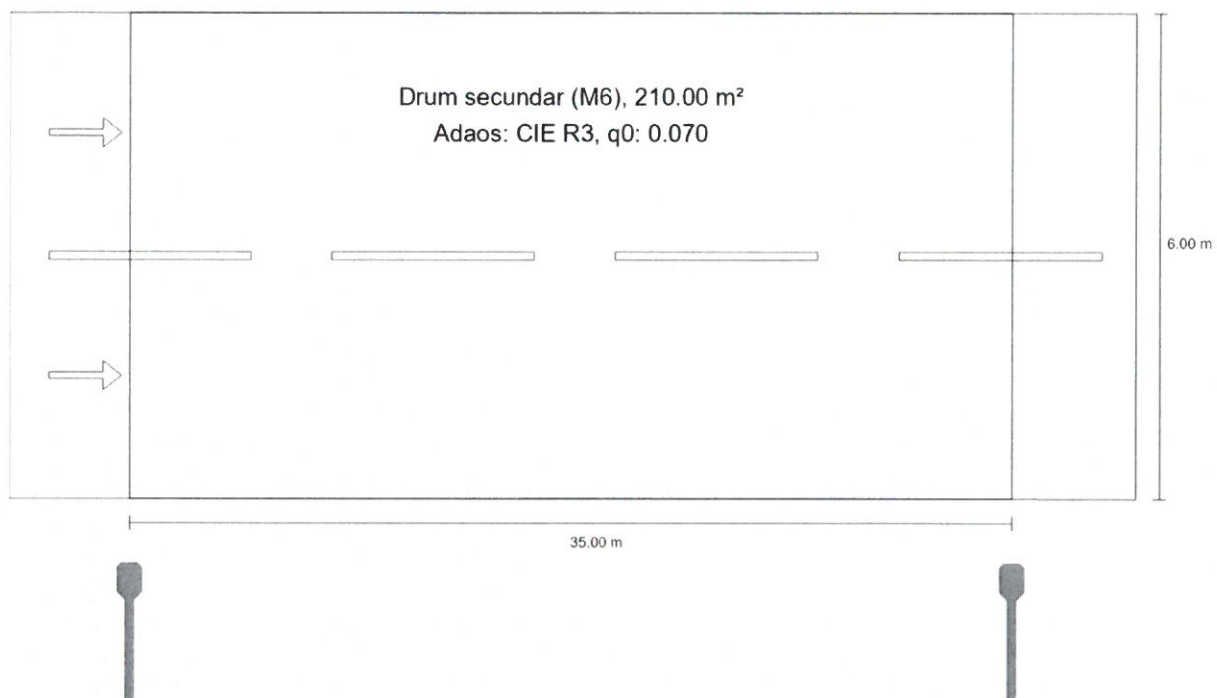 Drum secundar (M6), 210.00 m²
Adaos: CIE R3, q0: 0.070
6.00 m
35.00 m